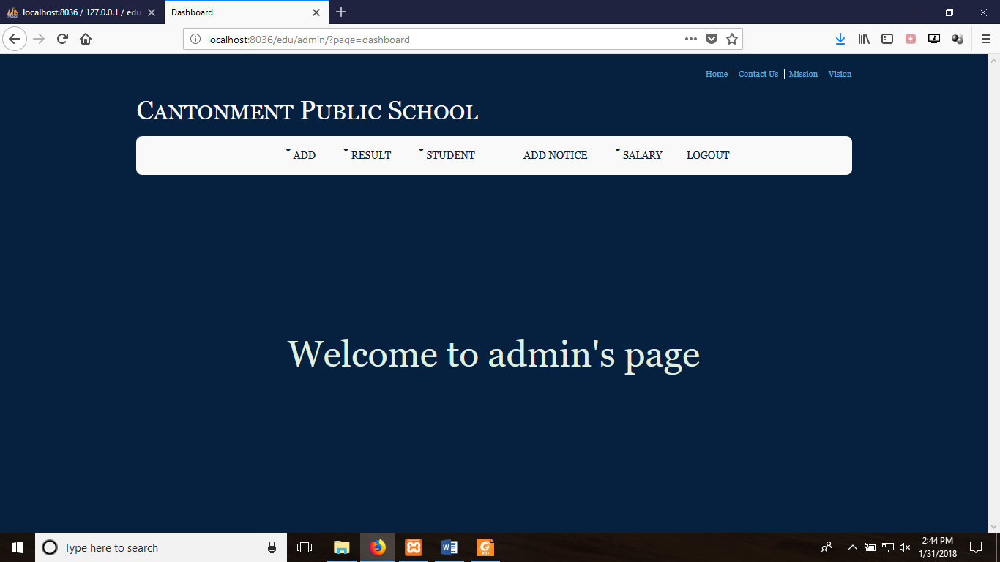 localhost:8036 / 127.0.0.1 / edu
Dashboard
localhost:8036/edu/admin/?page=dashboard
Home Contact Us Mission Vision
CANTONMENT PUBLIC SCHOOL
ADD RESULT STUDENT ADD NOTICE SALARY LOGOUT
Welcome to admin's page
Type here to search
PDF
2:44 PM
1/31/2018